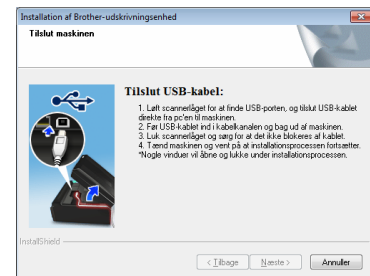 Installation af Brother-udskrivningsenhed
Tilslut maskinen
Tilslut USB-kabel:
1. Løft scannerlåget for at finde USB-porten, og tilslut USB-kablet
direkte fra pc'en til maskinen.
2. Før USB-kablet ind i kabelkanalen og bag ud af maskinen.
3. Luk scannerlåget og sørg for at det ikke blokeres af kablet.
4. Tænd maskinen og vent på at installationsprocessen fortsætter.
*Nogle vinduer vil åbne og lukke under installationsprocessen.
InstallShield
< Tilbage Næste > Annuller